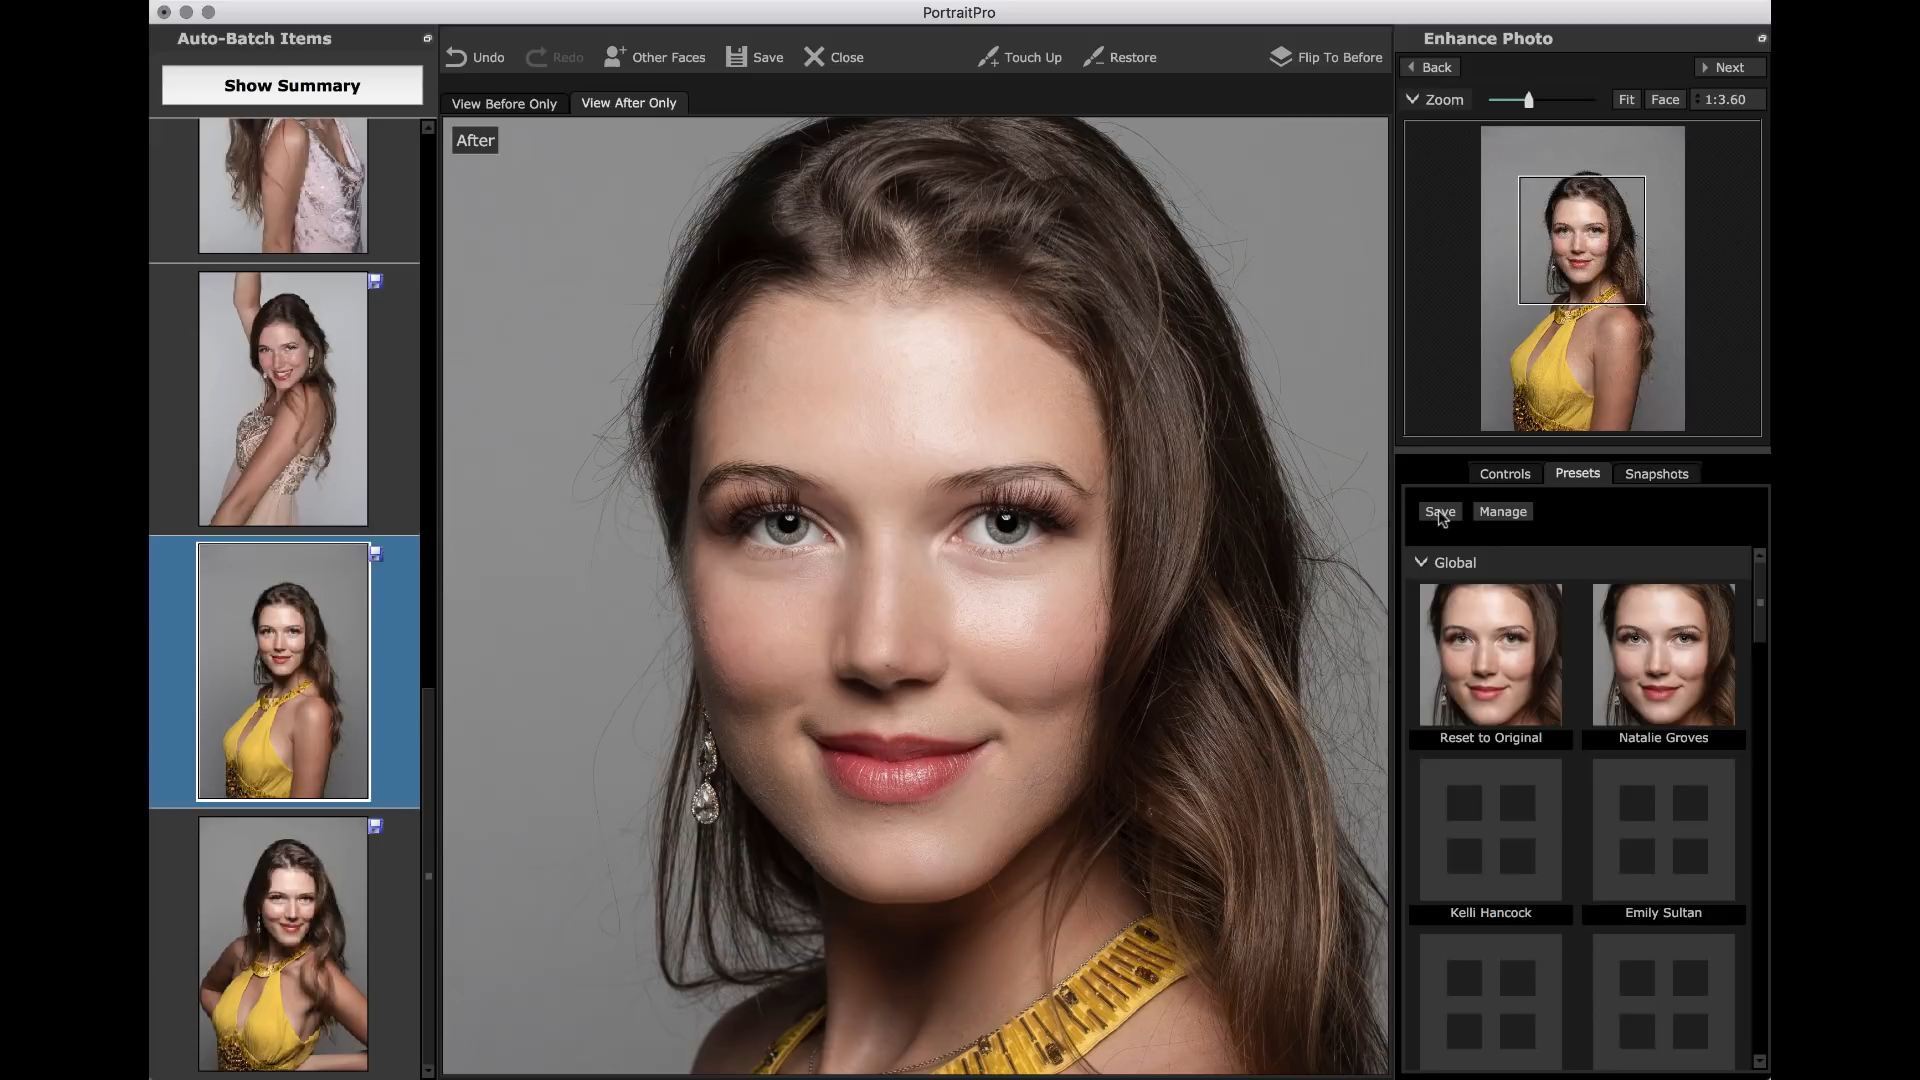 PortraitPro
Auto-Batch Items
Show Summary
Undo
Redo
Other Faces
Save
Close
Touch Up
Restore
Flip To Before
View Before Only
View After Only
After
Enhance Photo
Back
Next
Zoom
Fit
Face
1:3.60
Controls
Presets
Snapshots
Save
Manage
Global
Reset to Original
Natalie Groves
Kelli Hancock
Emily Sultan